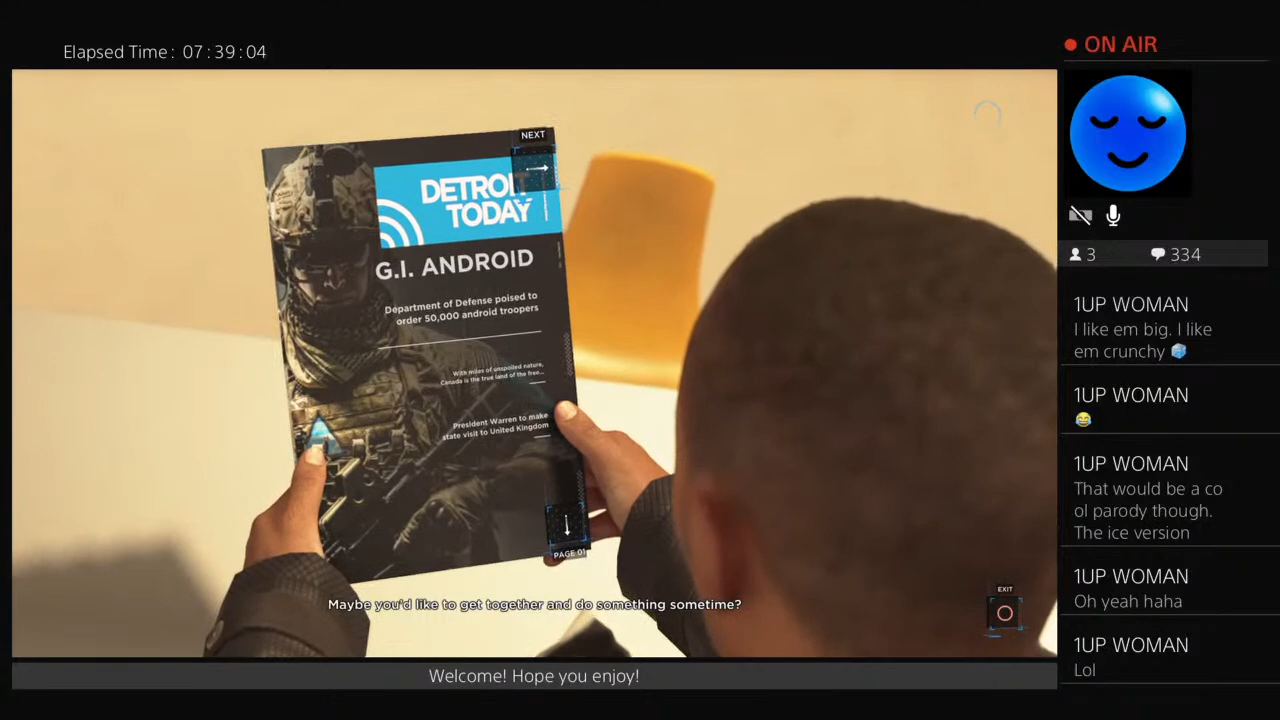 Elapsed Time: 07:39:04
ON AIR
NEXT
DETROIT
TODAY
G.I. ANDROID
Department of Defense poised to
order 50,000 android troopers
With miles of unspoiled nature,
Canada is the true land of the free...
President Warren to make
state visit to United Kingdom
PAGE 01
Maybe you'd like to get together and do something sometime?
EXIT
Welcome! Hope you enjoy!
3 334
1UP WOMAN
I like em big. I like
em crunchy 🧊
1UP WOMAN
😂
1UP WOMAN
That would be a co
ol parody though.
The ice version
1UP WOMAN
Oh yeah haha
1UP WOMAN
Lol